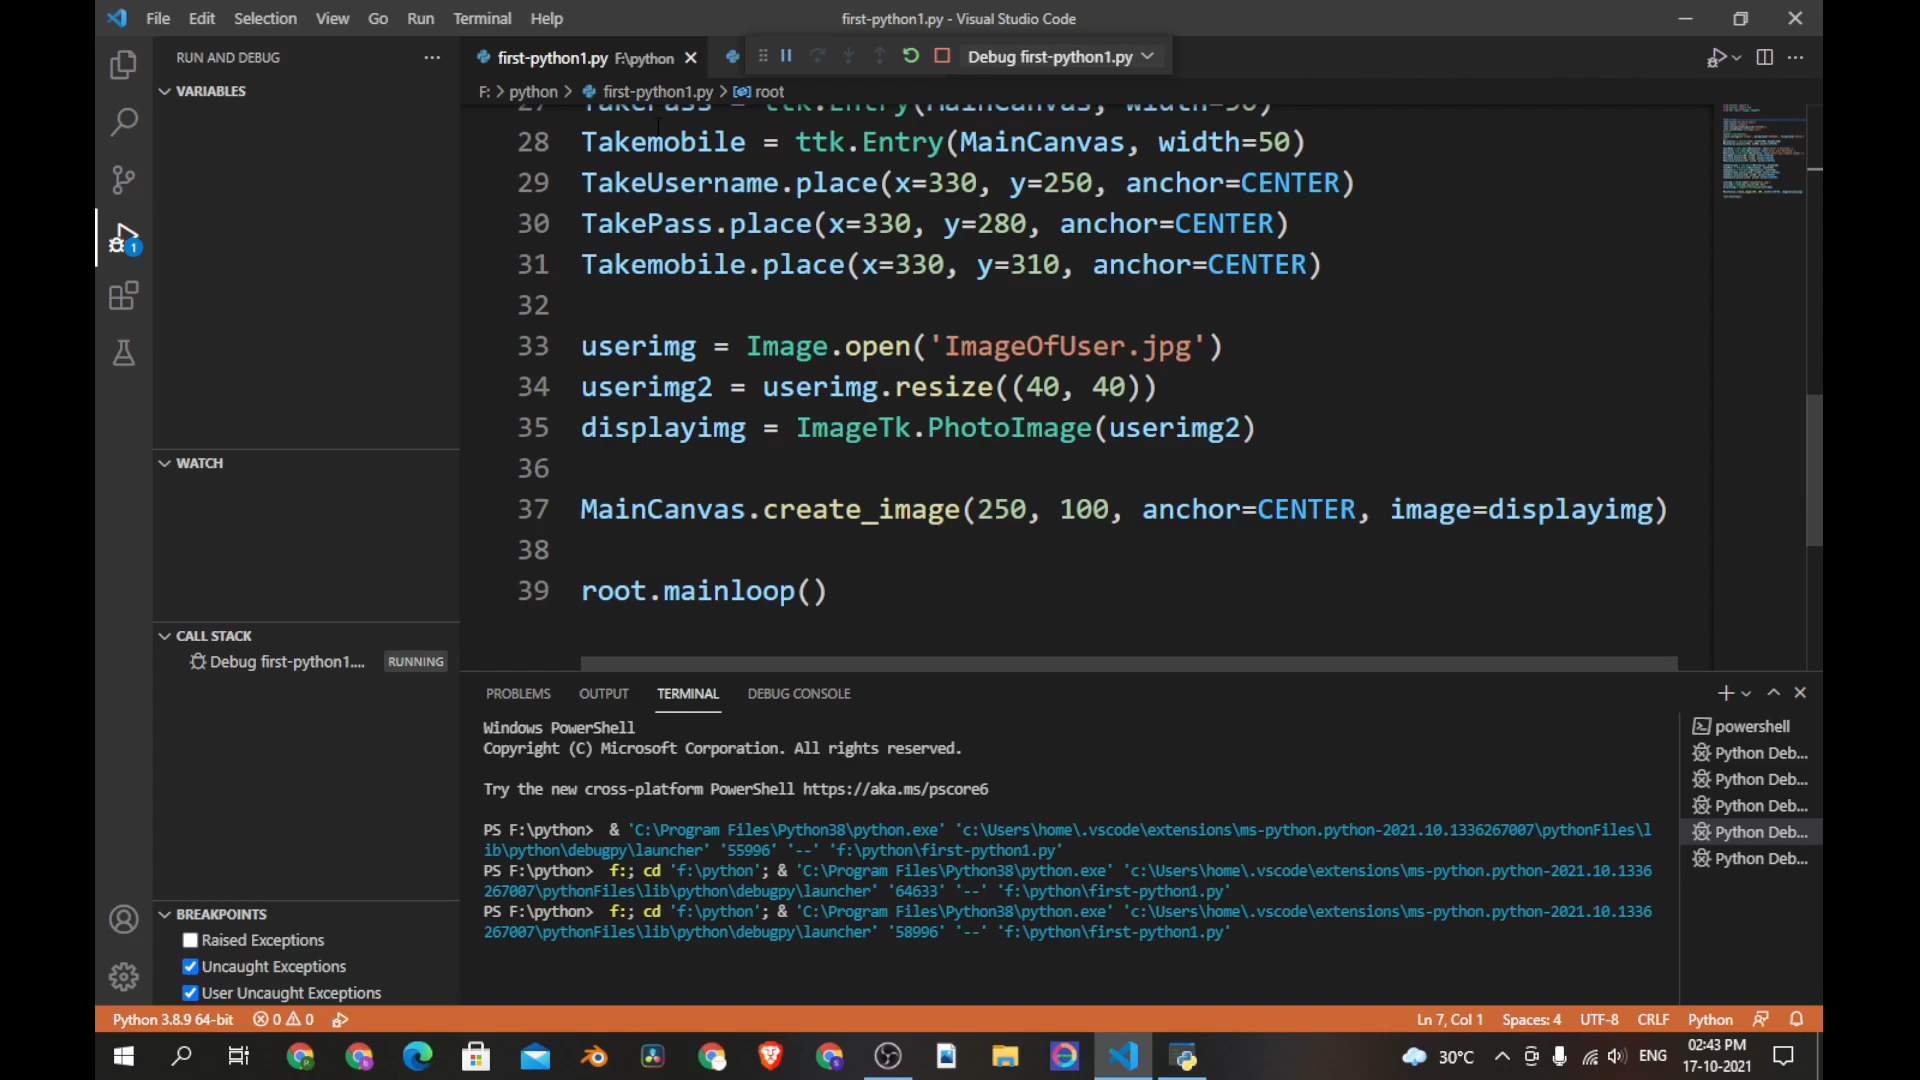 File Edit Selection View Go Run Terminal Help
first-python1.py - Visual Studio Code
RUN AND DEBUG
first-python1.py F:\python
Debug first-python1.py
F: > python > first-python1.py > root
VARIABLES
27 TakePass = ttk.Entry(MainCanvas, width=50)
28 Takemobile = ttk.Entry(MainCanvas, width=50)
29 TakeUsername.place(x=330, y=250, anchor=CENTER)
30 TakePass.place(x=330, y=280, anchor=CENTER)
31 Takemobile.place(x=330, y=310, anchor=CENTER)
32
33 userimg = Image.open('ImageOfUser.jpg')
34 userimg2 = userimg.resize((40, 40))
35 displayimg = ImageTk.PhotoImage(userimg2)
36
37 MainCanvas.create_image(250, 100, anchor=CENTER, image=displayimg)
38
39 root.mainloop()
WATCH
CALL STACK
Debug first-python1.... RUNNING
BREAKPOINTS
Raised Exceptions
Uncaught Exceptions
User Uncaught Exceptions
1
PROBLEMS OUTPUT TERMINAL DEBUG CONSOLE
Windows PowerShell
Copyright (C) Microsoft Corporation. All rights reserved.
Try the new cross-platform PowerShell https://aka.ms/pscore6
PS F:\python> & 'C:\Program Files\Python38\python.exe' 'c:\Users\home\.vscode\extensions\ms-python.python-2021.10.1336267007\pythonFiles\l
ib\python\debugpy\launcher' '55996' '--' 'f:\python\first-python1.py'
PS F:\python> f:; cd 'f:\python'; & 'C:\Program Files\Python38\python.exe' 'c:\Users\home\.vscode\extensions\ms-python.python-2021.10.1336
267007\pythonFiles\lib\python\debugpy\launcher' '64633' '--' 'f:\python\first-python1.py'
PS F:\python> f:; cd 'f:\python'; & 'C:\Program Files\Python38\python.exe' 'c:\Users\home\.vscode\extensions\ms-python.python-2021.10.1336
267007\pythonFiles\lib\python\debugpy\launcher' '58996' '--' 'f:\python\first-python1.py'
powershell
Python Deb...
Python Deb...
Python Deb...
Python Deb...
Python Deb...
Python 3.8.9 64-bit 0 0
Ln 7, Col 1 Spaces: 4 UTF-8 CRLF Python
30°C ENG
02:43 PM
17-10-2021